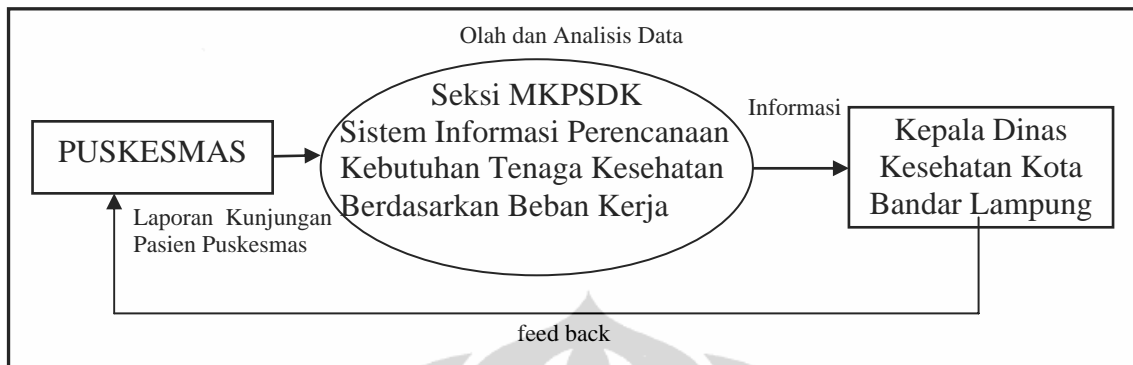 Olah dan Analisis Data
PUSKESMAS
Laporan Kunjungan
Pasien Puskesmas
Seksi MKPSDK
Sistem Informasi Perencanaan
Kebutuhan Tenaga Kesehatan
Berdasarkan Beban Kerja
Informasi
Kepala Dinas
Kesehatan Kota
Bandar Lampung
feed back